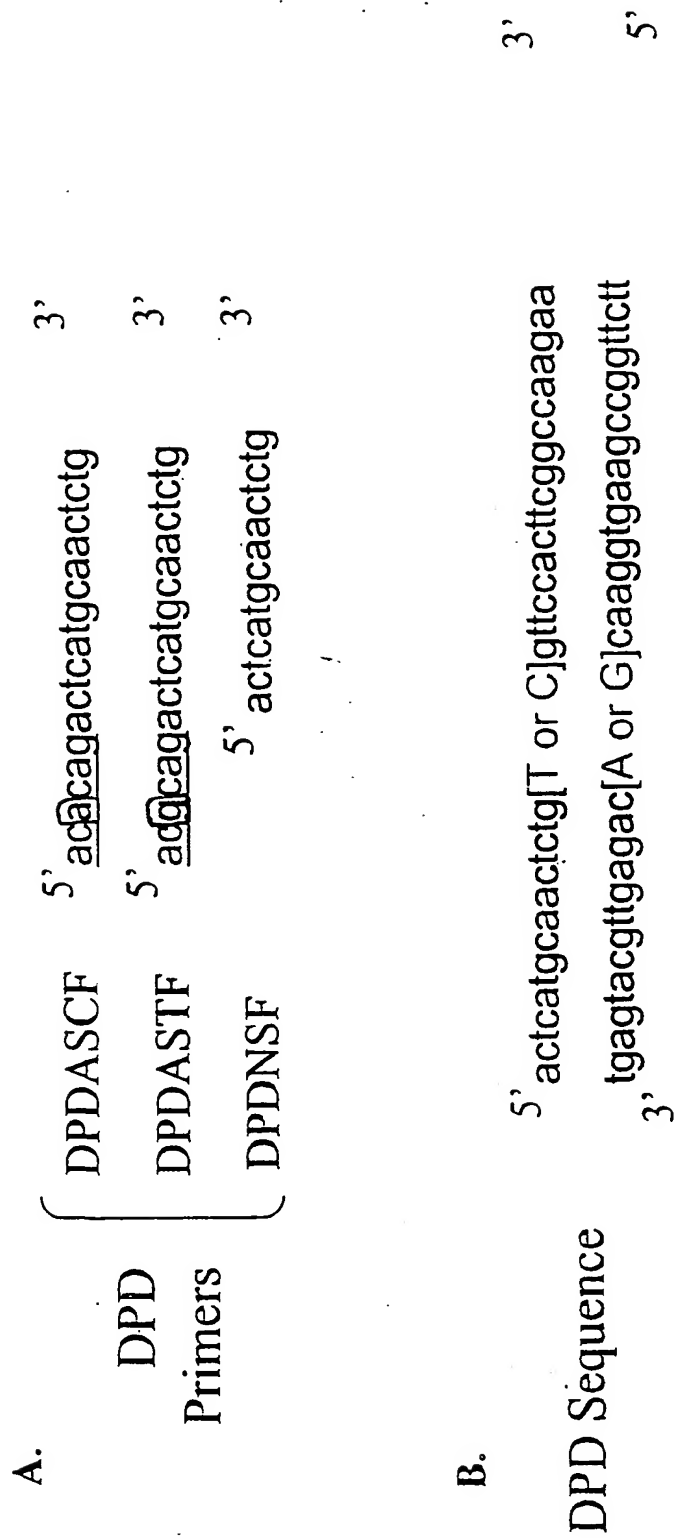 A.
DPD
Primers
DPDASCF 5' acacagactcatgcaactctg 3'
DPDASTF 5' acgcagactcatgcaactctg 3'
DPDNSF 5' actcatgcaactctg 3'
B.
DPD Sequence
5' actcatgcaactctg[T or C]gttccacttcggccaagaa 3'
3' tgagtacgttgagac[A or G]caaggtgaagccggttctt 5'